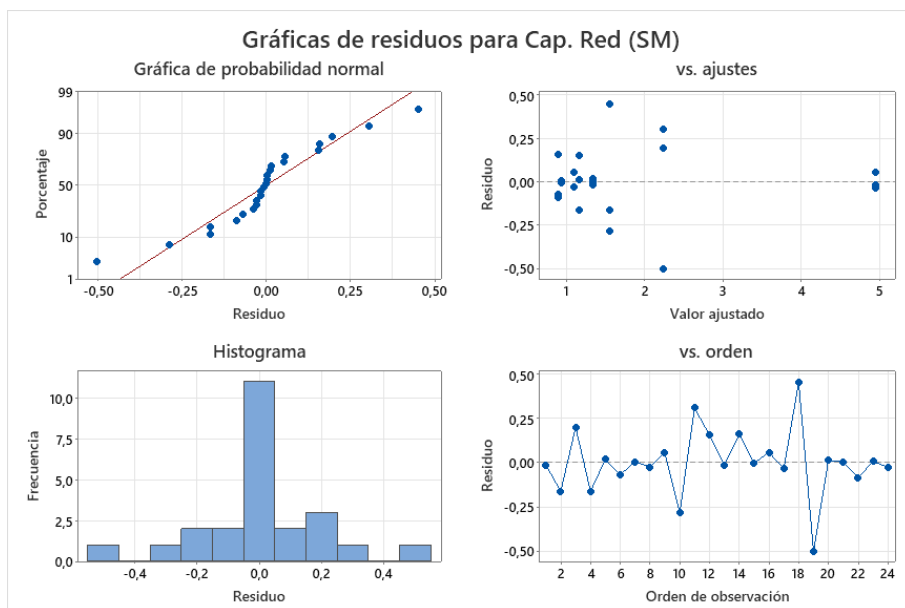 Gráficas de residuos para Cap. Red (SM)
Gráfica de probabilidad normal
99
90
50
10
1
Porcentaje
-0,50 -0,25 0,00 0,25 0,50
Residuo
vs. ajustes
0,50
0,25
0,00
-0,25
-0,50
Residuo
1 2 3 4 5
Valor ajustado
Histograma
10,0
7,5
5,0
2,5
0,0
Frecuencia
-0,4 -0,2 0,0 0,2 0,4
Residuo
vs. orden
0,50
0,25
0,00
-0,25
-0,50
Residuo
2 4 6 8 10 12 14 16 18 20 22 24
Orden de observación